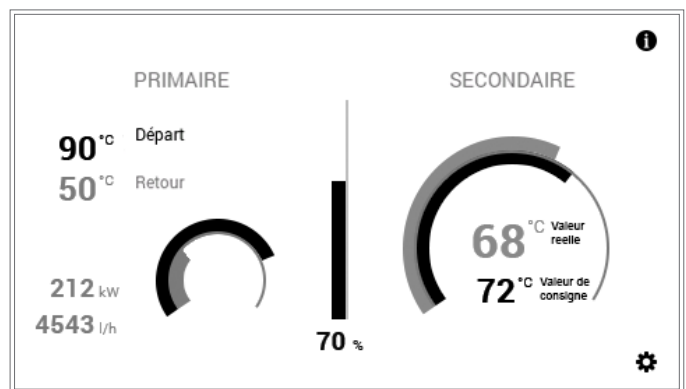 PRIMAIRE
90 °C Départ
50 °C Retour
212 kW
4543 l/h
70 %
SECONDAIRE
68 °C Valeur
reelle
72 °C Valeur de
consigne